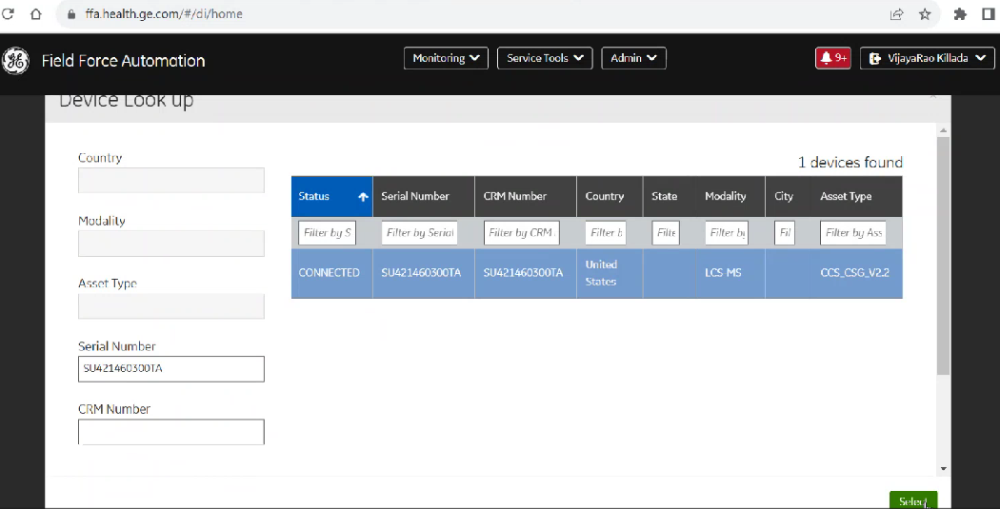 ffa.health.ge.com/#/di/home
Field Force Automation
Monitoring
Service Tools
Admin
9+
VijayaRao Killada
Device Look up
Country
Modality
Asset Type
Serial Number
SU421460300TA
CRM Number
1 devices found
Status Serial Number CRM Number Country State Modality City Asset Type
Filter by S Filter by Serial Filter by CRM Filter b Filte Filter by Fil Filter by Ass
CONNECTED SU421460300TA SU421460300TA United States LCS-MS CCS_CSG_V2.2
Select